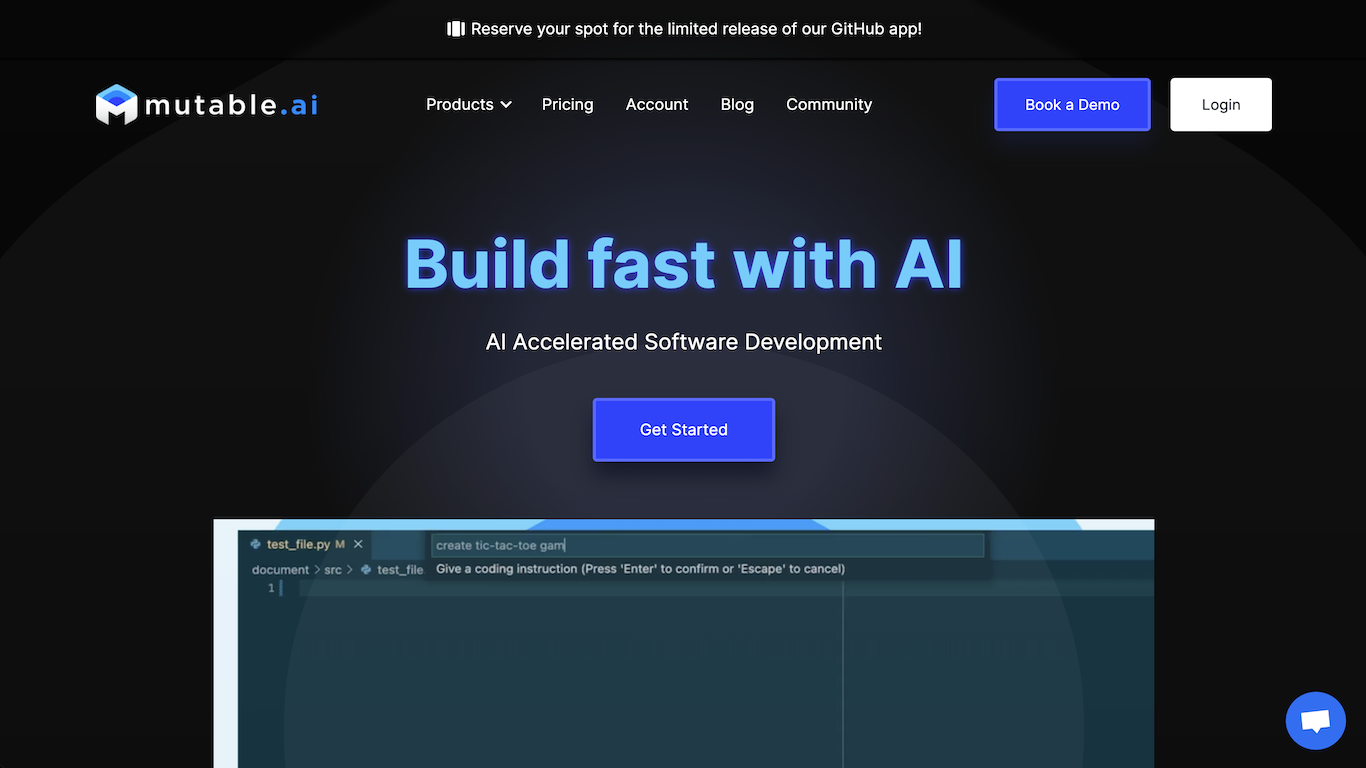 Reserve your spot for the limited release of our GitHub app!
mutable.ai
Products
Pricing
Account
Blog
Community
Book a Demo
Login
Build fast with AI
AI Accelerated Software Development
Get Started
test_file.py M
create tic-tac-toe gam
document > src > test_file
Give a coding instruction (Press 'Enter' to confirm or 'Escape' to cancel)
1